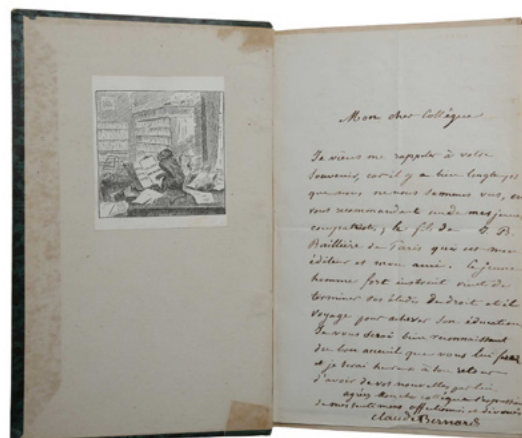 Mon cher Collègue
Je viens me rappeler à votre
souvenir, car il y a bien longtemps
que nous ne nous sommes vus, en
vous recommandant un de mes jeunes
compatriotes, le fils de J. B.
Baillière de Paris qui est mon
éditeur et mon ami. Ce jeune
homme fort instruit vient de
terminer ses études de droit et il
voyage pour achever son éducation
Je vous serai bien reconnaissant
du bon accueil que vous lui ferez
et je serai heureux à son retour
d'avoir de vos nouvelles par lui.
agréez mon cher collègue l'expression
de mes sentiments affectionnés et dévoués
Claude Bernard